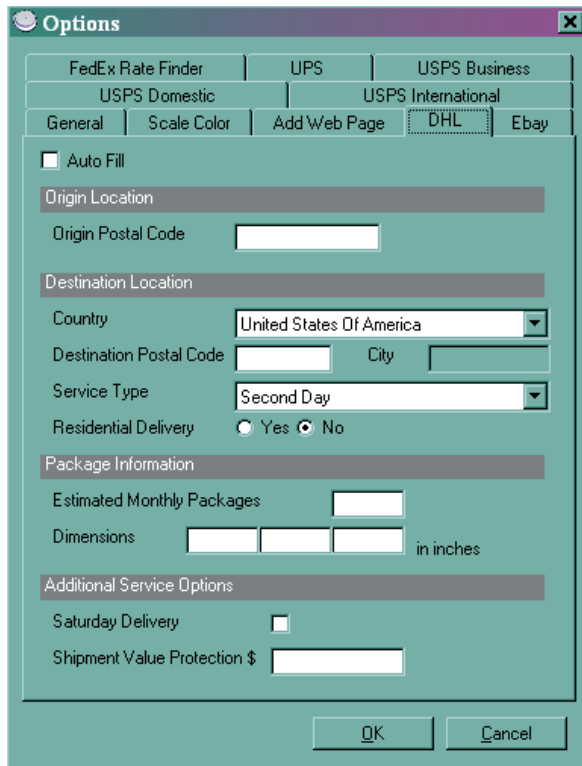 Options
FedEx Rate Finder UPS USPS Business
USPS Domestic USPS International
General Scale Color Add Web Page DHL Ebay
Auto Fill
Origin Location
Origin Postal Code
Destination Location
Country United States Of America
Destination Postal Code City
Service Type Second Day
Residential Delivery Yes No
Package Information
Estimated Monthly Packages
Dimensions in inches
Additional Service Options
Saturday Delivery
Shipment Value Protection $
OK Cancel